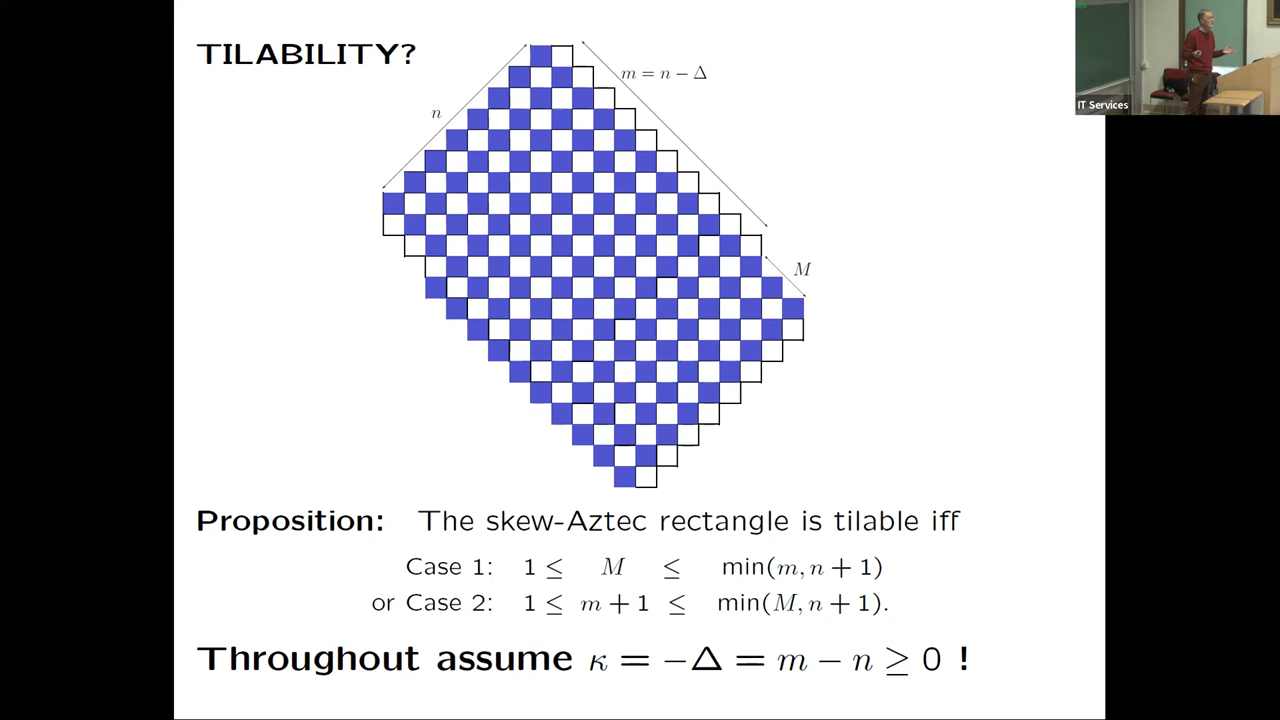 TILABILITY?
m = n − Δ
n
M
IT Services
Proposition: The skew-Aztec rectangle is tilable iff
Case 1: 1 ≤ M ≤ min(m, n + 1)
or Case 2: 1 ≤ m + 1 ≤ min(M, n + 1).
Throughout assume κ = −Δ = m − n ≥ 0 !